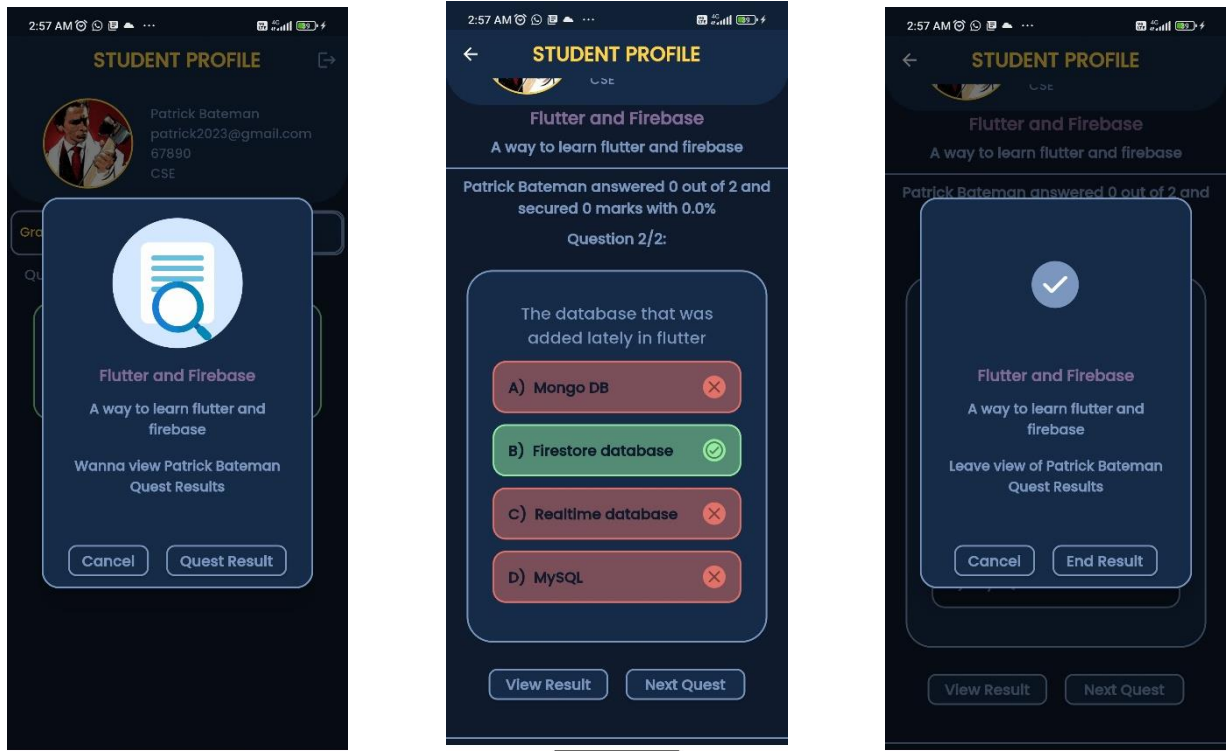 2:57 AM
STUDENT PROFILE
Patrick Bateman
patrick2023@gmail.com
67890
CSE
Gra
Qu
Flutter and Firebase
A way to learn flutter and
firebase
Wanna view Patrick Bateman
Quest Results
Cancel
Quest Result
2:57 AM
STUDENT PROFILE
CSE
Flutter and Firebase
A way to learn flutter and firebase
Patrick Bateman answered 0 out of 2 and
secured 0 marks with 0.0%
Question 2/2:
The database that was
added lately in flutter
A) Mongo DB
B) Firestore database
C) Realtime database
D) MySQL
View Result
Next Quest
2:57 AM
STUDENT PROFILE
CSE
Flutter and Firebase
A way to learn flutter and firebase
Patrick Bateman answered 0 out of 2 and
Flutter and Firebase
A way to learn flutter and
firebase
Leave view of Patrick Bateman
Quest Results
Cancel
End Result
View Result
Next Quest